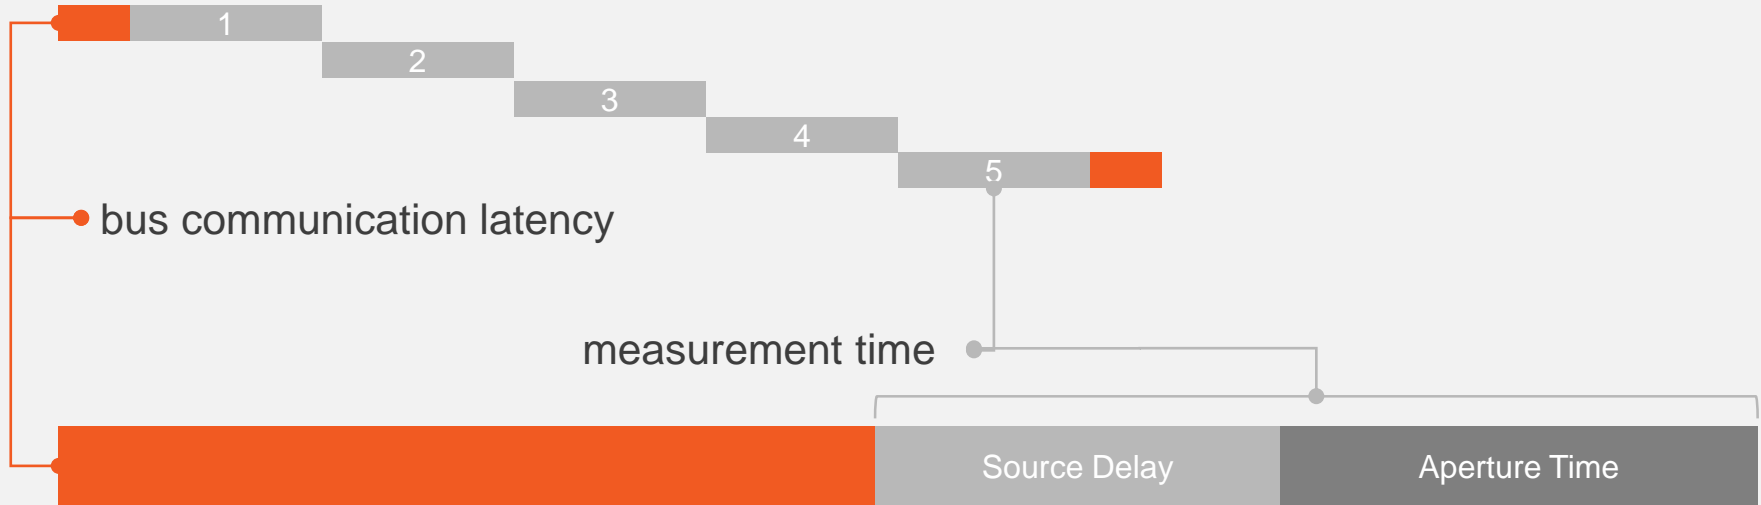 1
2
3
4
5
bus communication latency
measurement time
Source Delay
Aperture Time